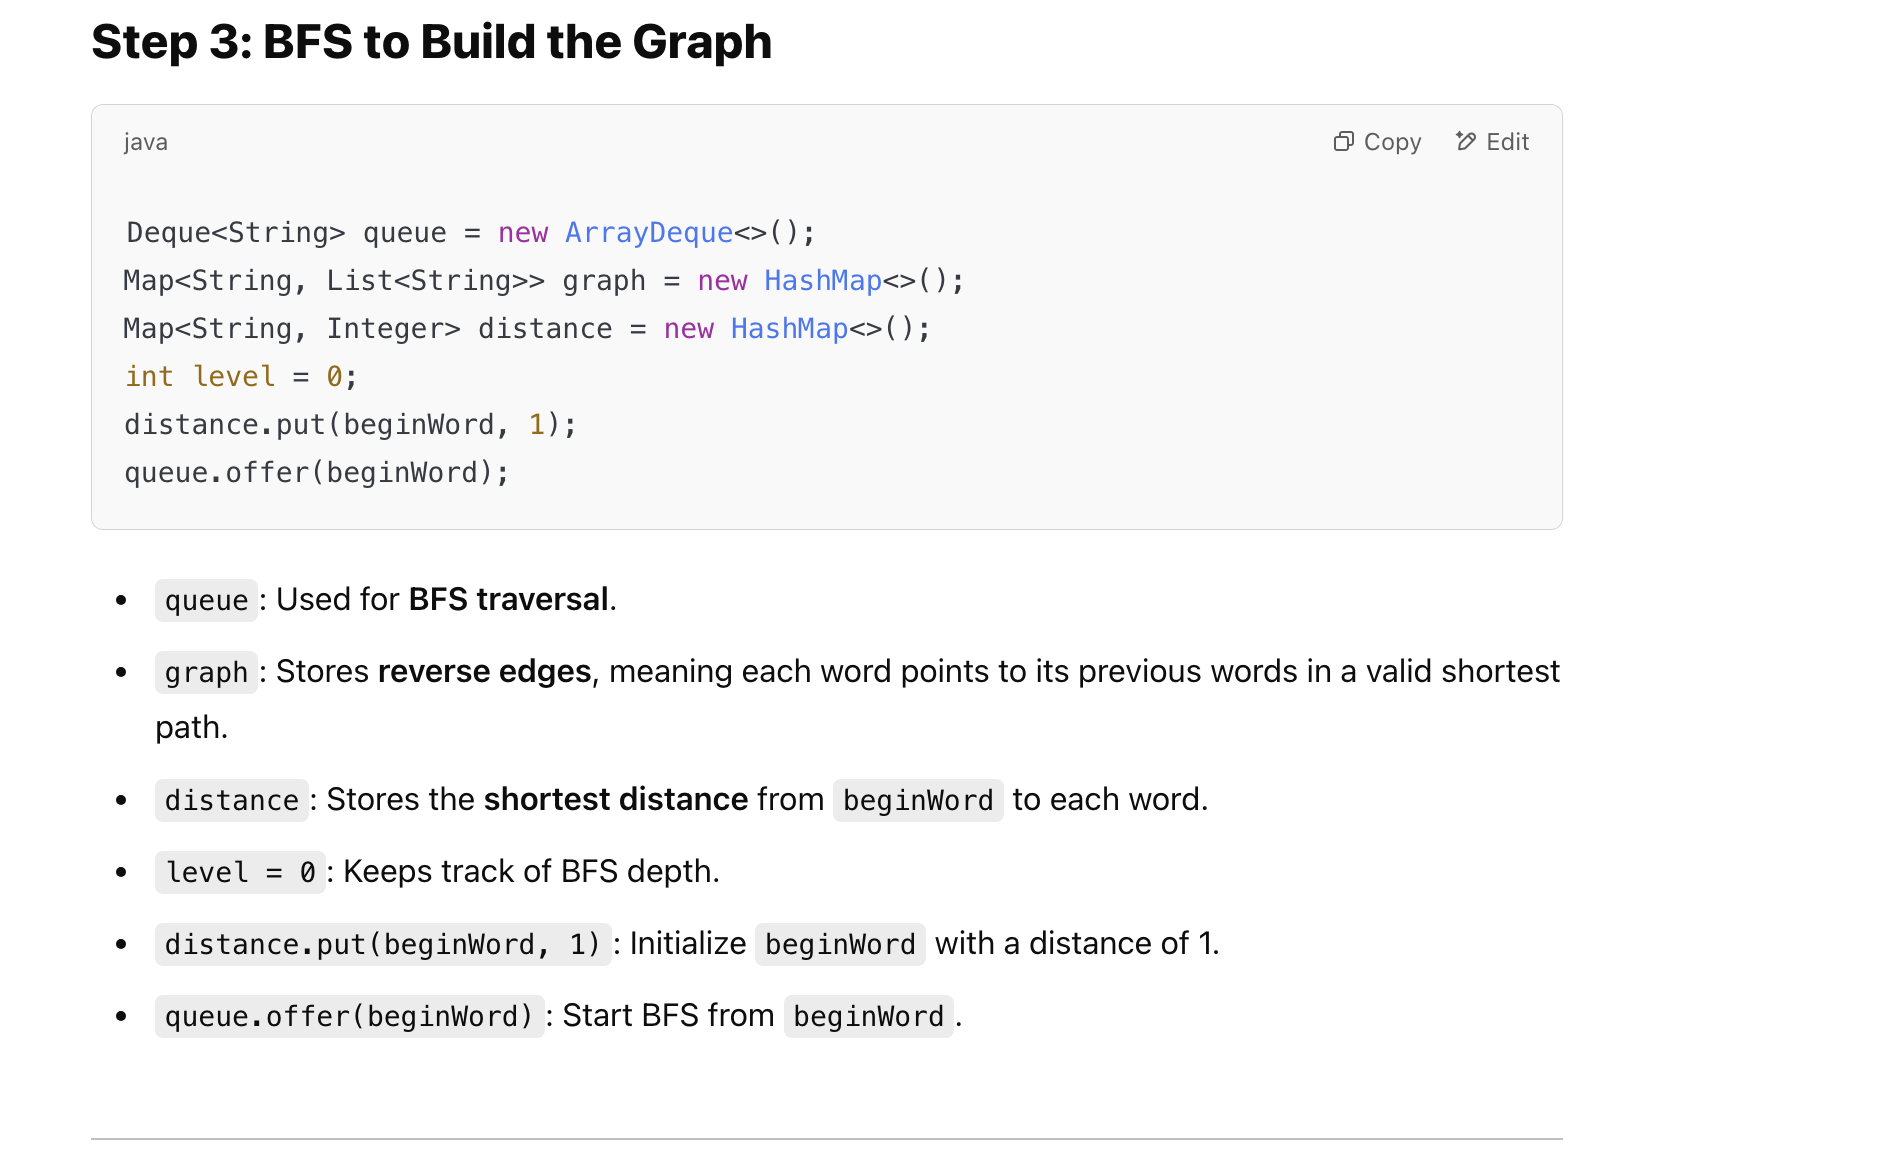 Step 3: BFS to Build the Graph
java
Copy
Edit
Deque<String> queue = new ArrayDeque<>();
Map<String, List<String>> graph = new HashMap<>();
Map<String, Integer> distance = new HashMap<>();
int level = 0;
distance.put(beginWord, 1);
queue.offer(beginWord);
• queue: Used for BFS traversal.
• graph: Stores reverse edges, meaning each word points to its previous words in a valid shortest
path.
• distance: Stores the shortest distance from beginWord to each word.
• level = 0: Keeps track of BFS depth.
• distance.put(beginWord, 1): Initialize beginWord with a distance of 1.
• queue.offer(beginWord): Start BFS from beginWord.